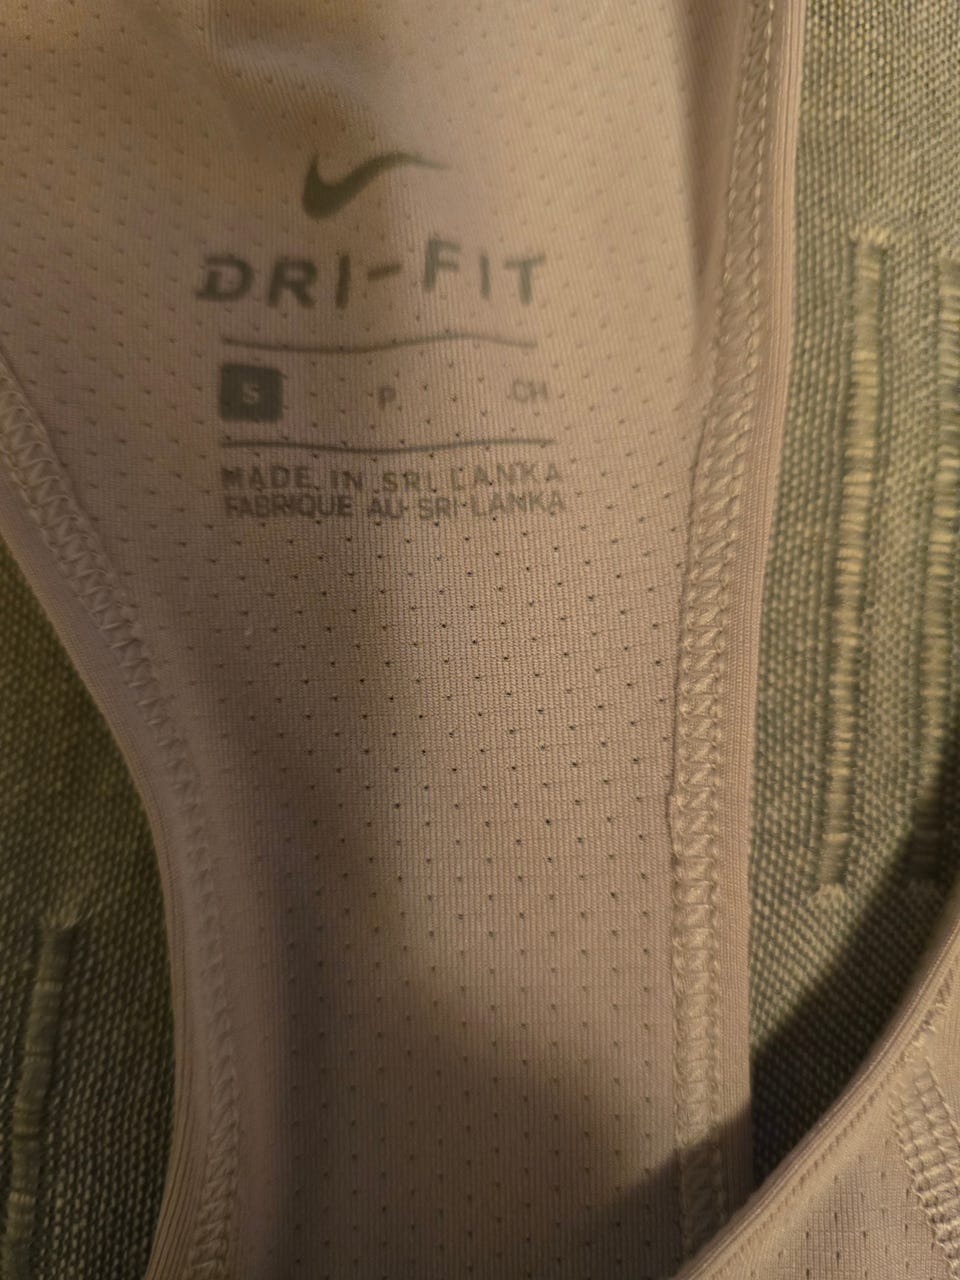 DRI-FIT
S P CH
MADE IN SRI LANKA
FABRIQUE AU SRI LANKA